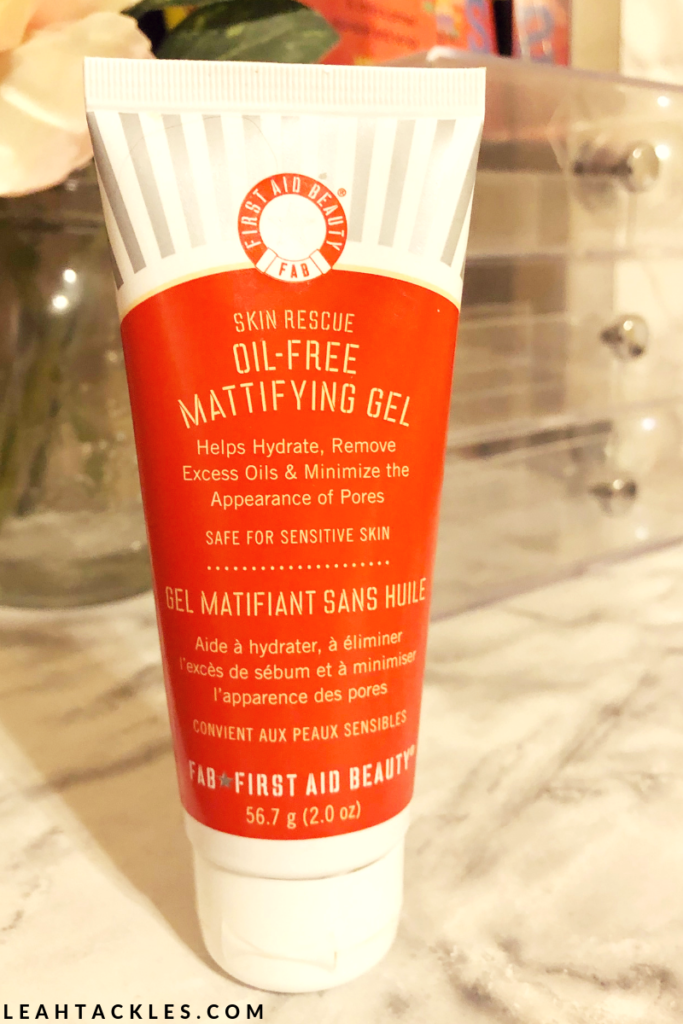 FIRST AID BEAUTY®
FAB
SKIN RESCUE
OIL-FREE
MATTIFYING GEL
Helps Hydrate, Remove
Excess Oils & Minimize the
Appearance of Pores
SAFE FOR SENSITIVE SKIN
GEL MATIFIANT SANS HUILE
Aide à hydrater, à éliminer
l'excès de sébum et à minimiser
l'apparence des pores
CONVIENT AUX PEAUX SENSIBLES
FAB★FIRST AID BEAUTY®
56.7 g (2.0 oz)
LEAHTACKLES.COM